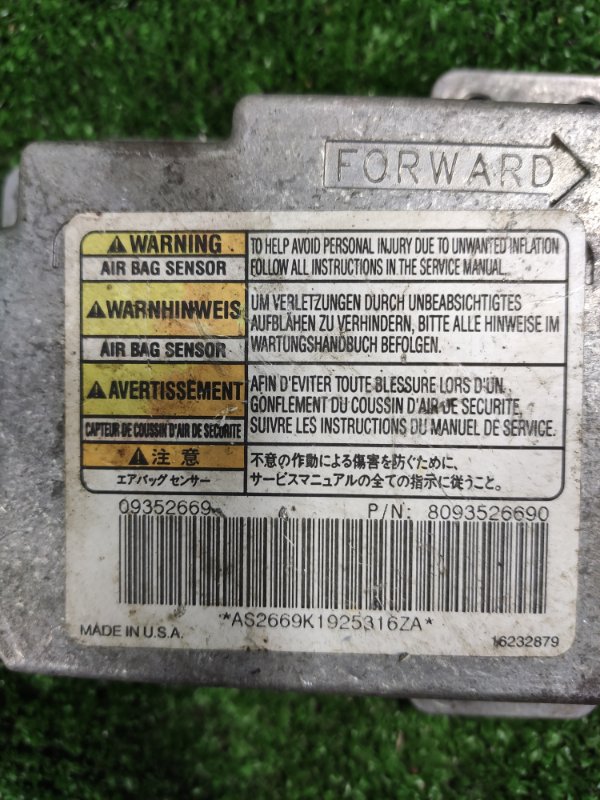 FORWARD
WARNING
AIR BAG SENSOR
TO HELP AVOID PERSONAL INJURY DUE TO UNWANTED INFLATION
FOLLOW ALL INSTRUCTIONS IN THE SERVICE MANUAL.
WARNHINWEIS
AIR BAG SENSOR
UM VERLETZUNGEN DURCH UNBEABSICHTIGTES
AUFBLÄHEN ZU VERHINDERN, BITTE ALLE HINWEISE IM
WARTUNGSHANDBUCH BEFOLGEN.
AVERTISSEMENT
CAPTEUR DE COUSSIN D'AIR DE SECURITE
AFIN D'EVITER TOUTE BLESSURE LORS D'UN
GONFLEMENT DU COUSSIN D'AIR DE SECURITE,
SUIVRE LES INSTRUCTIONS DU MANUEL DE SERVICE.
注意
エアバッグ センサー
不意の作動による傷害を防ぐために、
サービスマニュアルの全ての指示に従うこと。
09352669 P/N: 8093526690
*AS2669K1925316ZA*
MADE IN U.S.A. 16232879